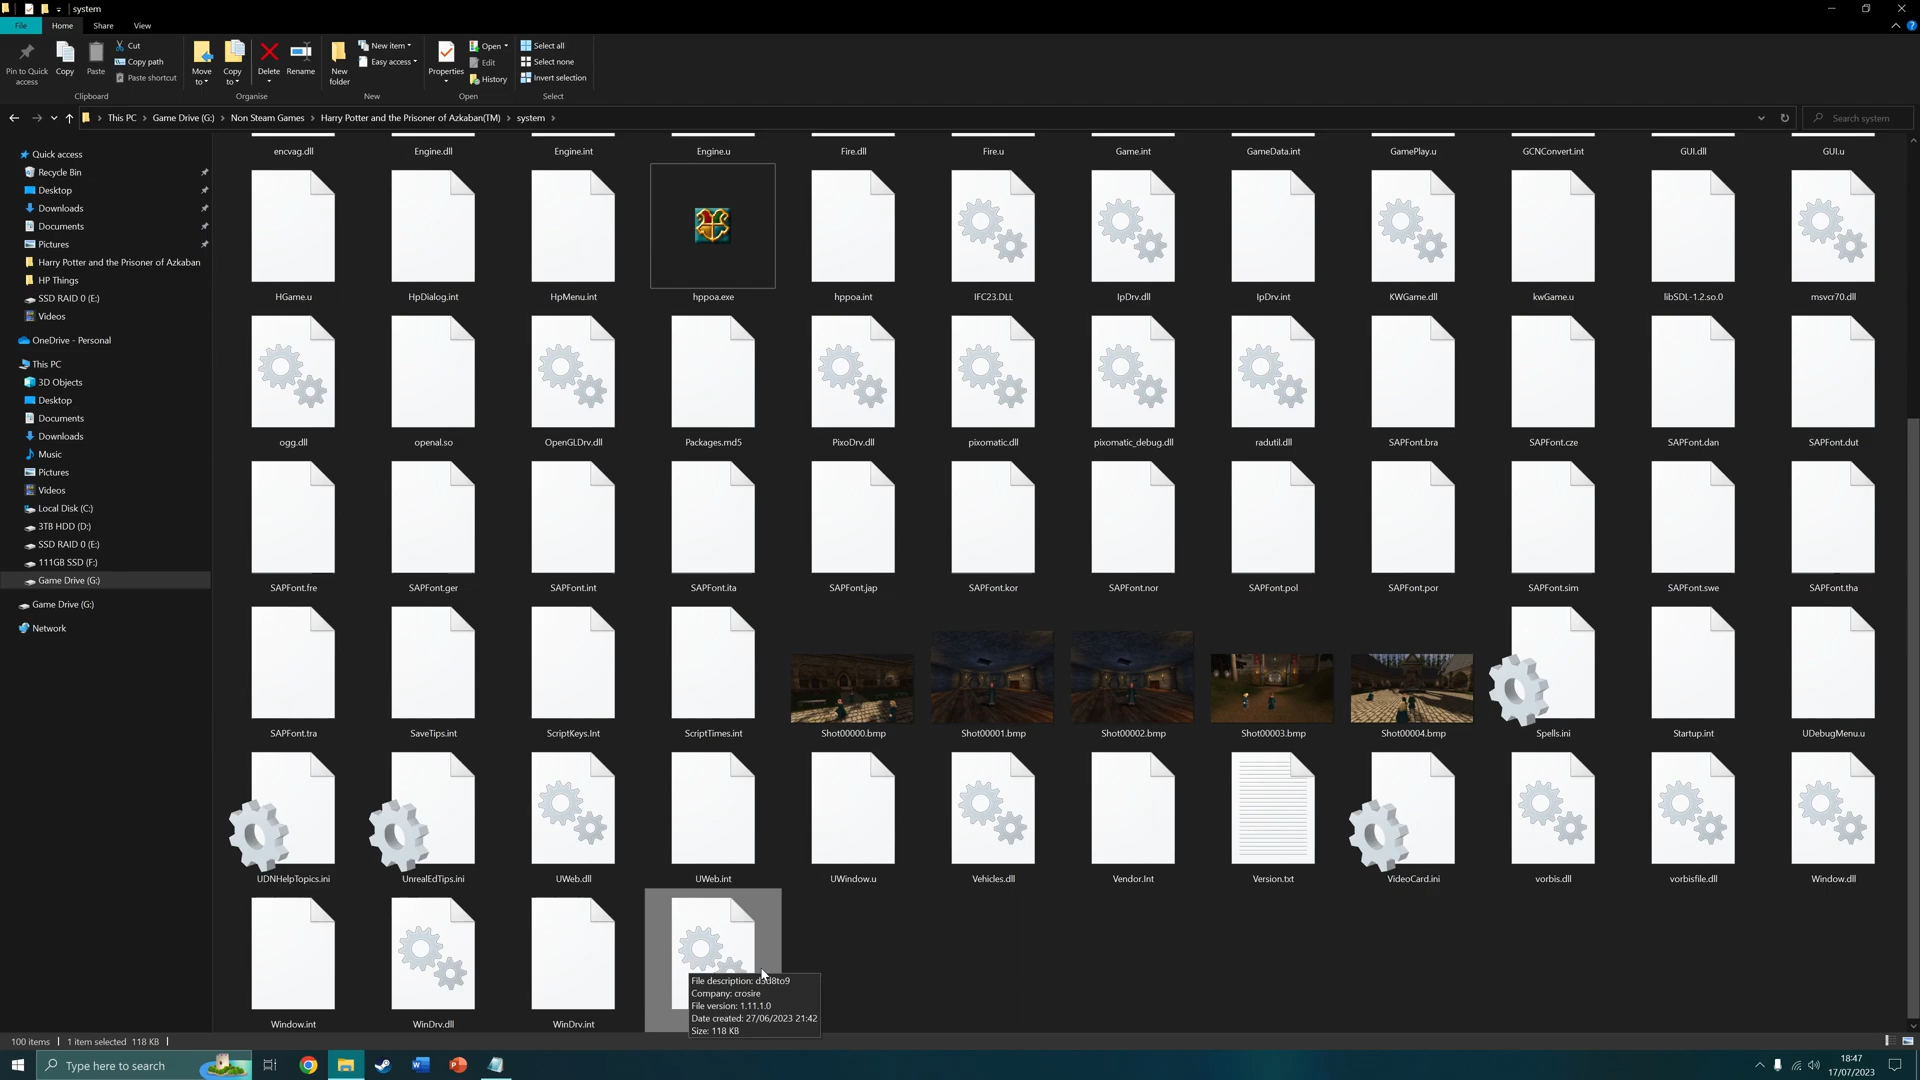 system
File Home Share View
Pin to Quick access
Copy
Paste
Cut
Copy path
Paste shortcut
Clipboard
Move to
Copy to
Delete
Rename
Organise
New folder
New item
Easy access
New
Properties
Open
Edit
History
Open
Select all
Select none
Invert selection
Select
This PC Game Drive (G:) Non Steam Games Harry Potter and the Prisoner of Azkaban(TM) system
Search system
Quick access
Recycle Bin
Desktop
Downloads
Documents
Pictures
Harry Potter and the Prisoner of Azkaban
HP Things
SSD RAID 0 (E:)
Videos
OneDrive - Personal
This PC
3D Objects
Desktop
Documents
Downloads
Music
Pictures
Videos
Local Disk (C:)
3TB HDD (D:)
SSD RAID 0 (E:)
111GB SSD (F:)
Game Drive (G:)
Game Drive (G:)
Network
encvag.dll Engine.dll Engine.int Engine.u Fire.dll Fire.u Game.int GameData.int GamePlay.u GCNConvert.int GUI.dll GUI.u
HGame.u HpDialog.int HpMenu.int hppoa.exe hppoa.int IFC23.DLL IpDrv.dll IpDrv.int KWGame.dll kwGame.u libSDL-1.2.so.0 msvcr70.dll
ogg.dll openal.so OpenGLDrv.dll Packages.md5 PixoDrv.dll pixomatic.dll pixomatic_debug.dll radutil.dll SAPFont.bra SAPFont.cze SAPFont.dan SAPFont.dut
SAPFont.fre SAPFont.ger SAPFont.int SAPFont.ita SAPFont.jap SAPFont.kor SAPFont.nor SAPFont.pol SAPFont.por SAPFont.sim SAPFont.swe SAPFont.tha
SAPFont.tra SaveTips.int ScriptKeys.Int ScriptTimes.int Shot00000.bmp Shot00001.bmp Shot00002.bmp Shot00003.bmp Shot00004.bmp Spells.ini Startup.int UDebugMenu.u
UDNHelpTopics.ini UnrealEdTips.ini UWeb.dll UWeb.int UWindow.u Vehicles.dll Vendor.Int Version.txt VideoCard.ini vorbis.dll vorbisfile.dll Window.dll
Window.int WinDrv.dll WinDrv.int
File description: d3d8to9
Company: crosire
File version: 1.11.1.0
Date created: 27/06/2023 21:42
Size: 118 KB
100 items 1 item selected 118 KB
Type here to search
18:47
17/07/2023